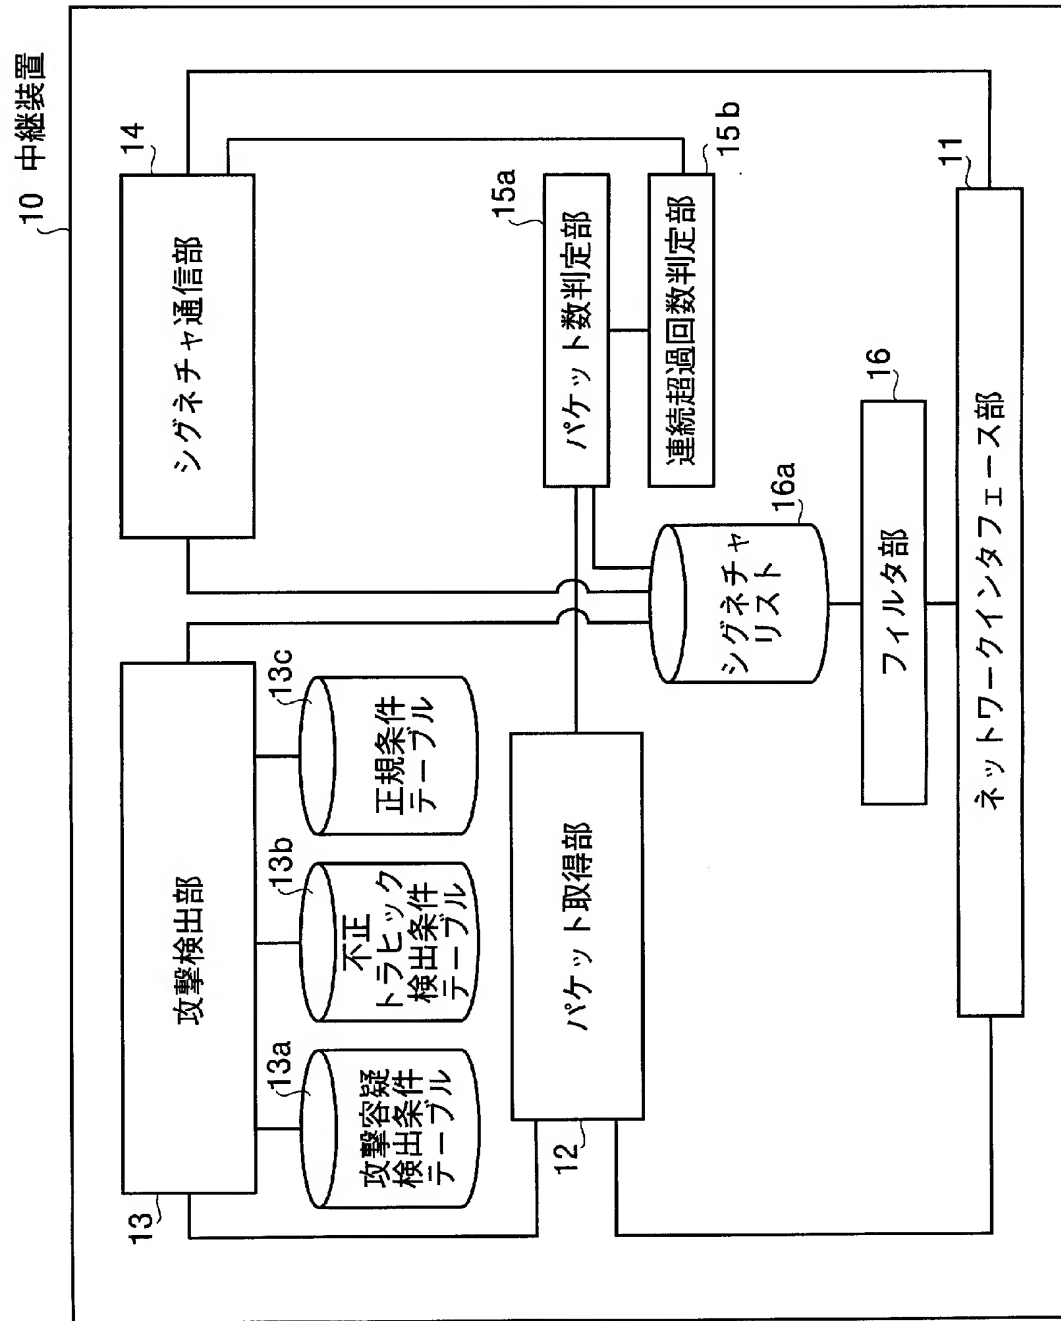 10 中継装置
13
攻撃検出部
13a
攻撃容疑
検出条件
テーブル
13b
不正
トラヒック
検出条件
テーブル
13c
正規条件
テーブル
14
シグネチャ通信部
12
パケット取得部
15a
パケット数判定部
15b
連続超過回数判定部
16a
シグネチャ
リスト
16
フィルタ部
11
ネットワークインタフェース部